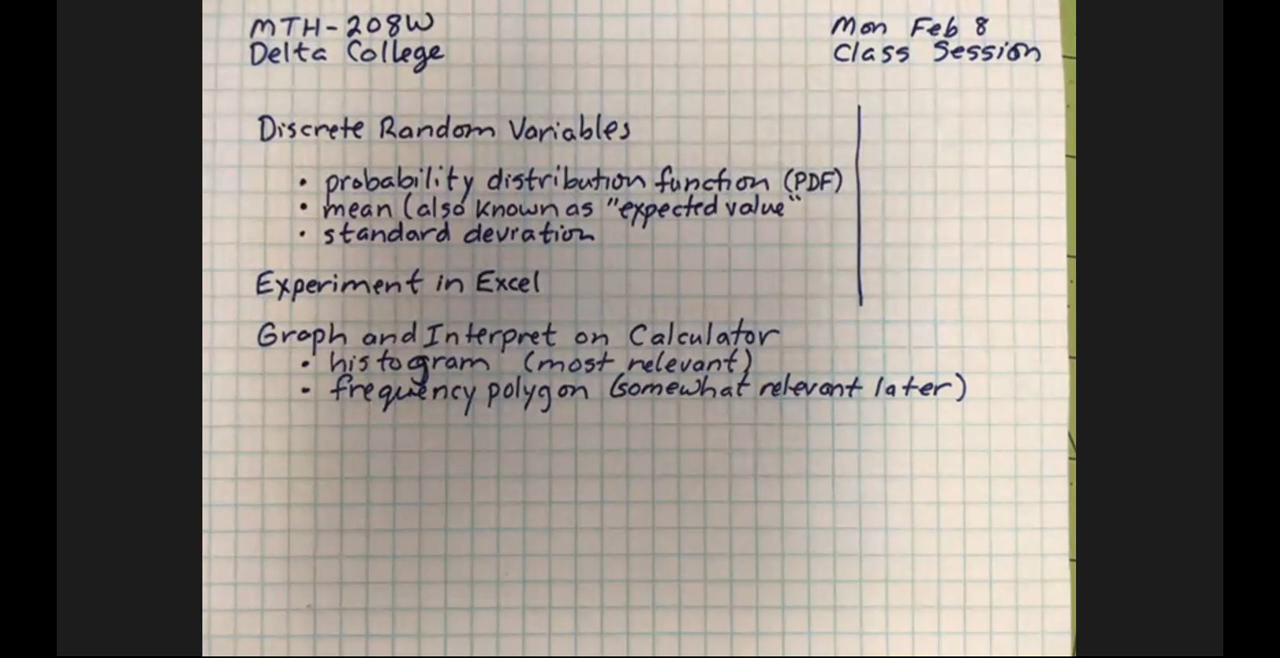 MTH-208W
Delta College
Mon Feb 8
Class Session
Discrete Random Variables
• probability distribution function (PDF)
• mean (also known as "expected value"
• standard devration
Experiment in Excel
Graph and Interpret on Calculator
• histogram (most relevant)
• frequency polygon (somewhat relevant later)